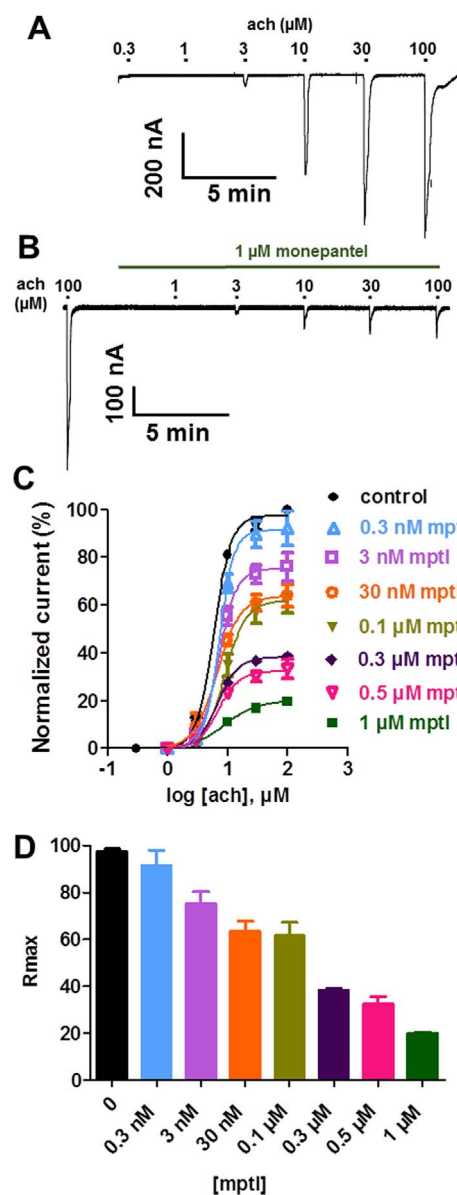 A
ach (µM)
0.3 1 3 10 30 100
200 nA
5 min
B
1 µM monepantel
ach
(µM)
100 1 3 10 30 100
100 nA
5 min
C
Normalized current (%)
100
80
60
40
20
0
-1 0 1 2 3
log [ach], µM
control
0.3 nM mpt
3 nM mptl
30 nM mptl
0.1 µM mpt
0.3 µM mpt
0.5 µM mpt
1 µM mptl
D
Rmax
100
80
60
40
20
0
0 0.3 nM 3 nM 30 nM 0.1 µM 0.3 µM 0.5 µM 1 µM
[mptl]